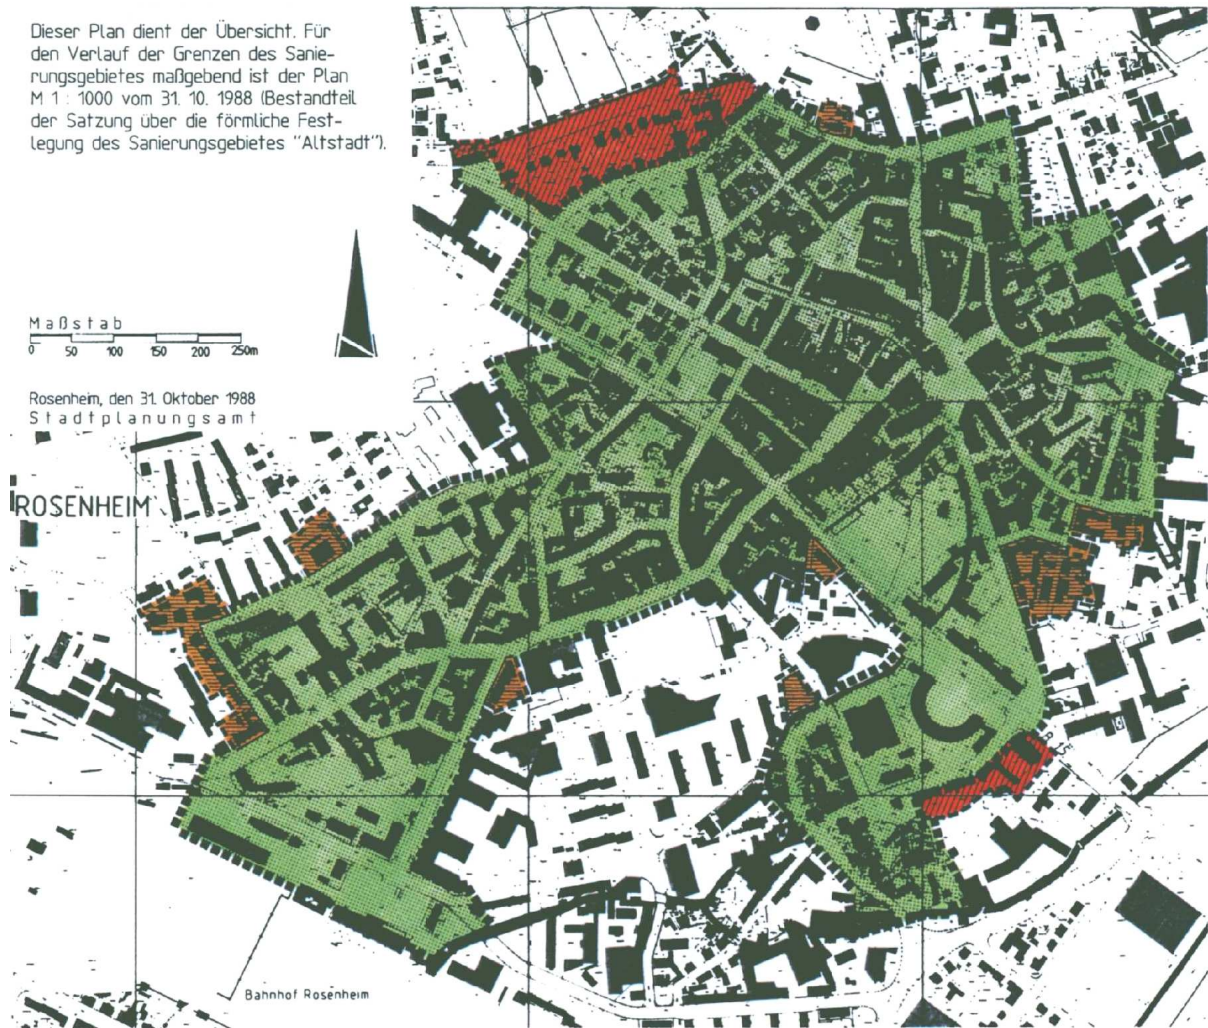 Dieser Plan dient der Übersicht. Für
den Verlauf der Grenzen des Sanie-
rungsgebietes maßgebend ist der Plan
M 1 : 1000 vom 31. 10. 1988 (Bestandteil
der Satzung über die förmliche Fest-
legung des Sanierungsgebietes "Altstadt").
Maßstab
0 50 100 150 200 250m
Rosenheim, den 31. Oktober 1988
Stadtplanungsamt
ROSENHEIM
Bahnhof Rosenheim